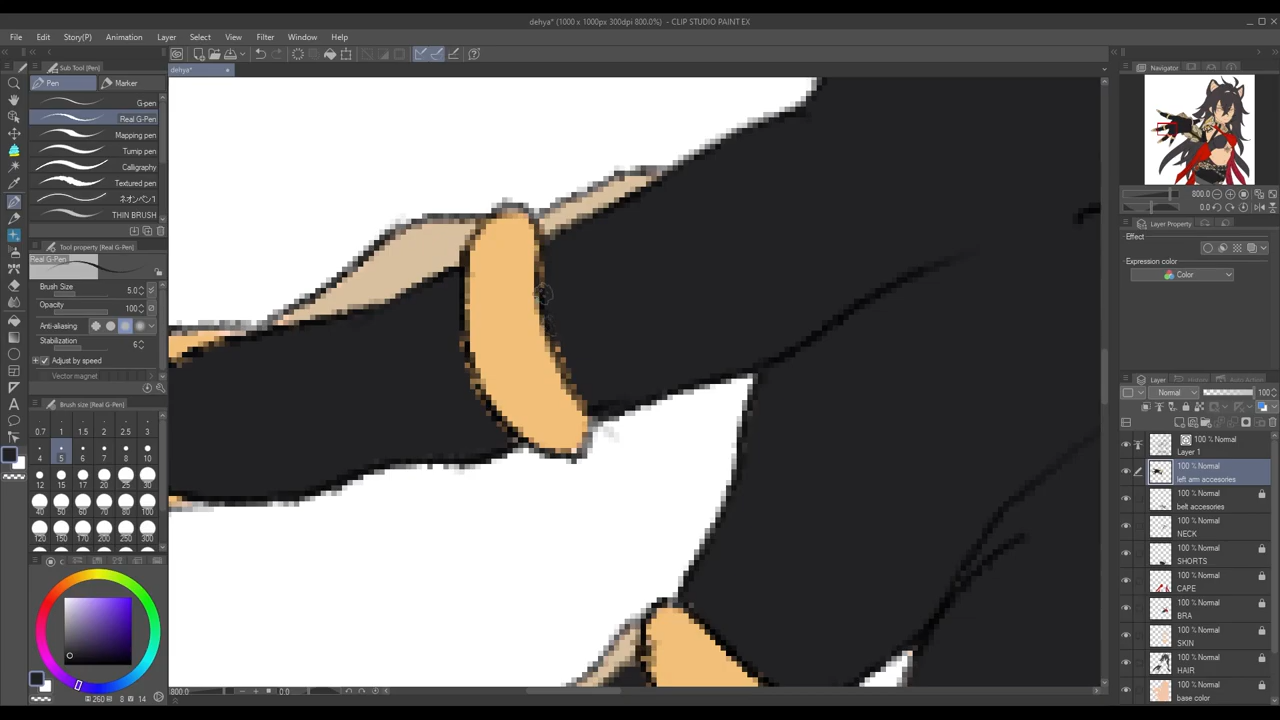 dehya* (1000 x 1000px 300dpi 800.0%) - CLIP STUDIO PAINT EX
File Edit Story(P) Animation Layer Select View Filter Window Help
Sub Tool (Pen)
dehya*
Navigator
Pen Marker
G-pen
Real G-Pen
Mapping pen
Turnip pen
Calligraphy
Textured pen
ネオンペン1
THIN BRUSH
800.0
0.0
Layer Property
Effect
Expression color
Color
Tool property (Real G-Pen)
Real G-Pen
Brush Size 5.0
Opacity 100
Anti-aliasing
Stabilization 6
Adjust by speed
Vector magnet
Brush size (Real G-Pen)
0.7 1 1.5 2 2.5 3
4 5 6 7 8 10
12 15 17 20 25 30
40 50 60 70 80 100
120 150 170 200 250 300
Layer
Normal 100
100 % Normal
Layer 1
100 % Normal
left arm accesories
100 % Normal
belt accesories
100 % Normal
NECK
100 % Normal
SHORTS
100 % Normal
CAPE
100 % Normal
BRA
100 % Normal
SKIN
100 % Normal
HAIR
100 % Normal
base color
800.0 0.0
260 8 14